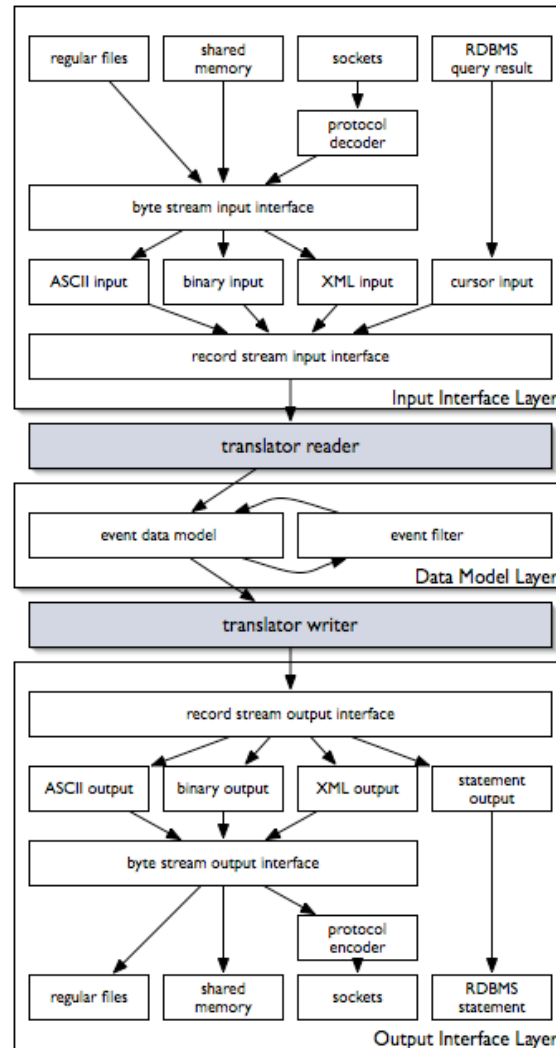 regular files
shared
memory
sockets
RDBMS
query result
protocol
decoder
byte stream input interface
ASCII input
binary input
XML input
cursor input
record stream input interface
Input Interface Layer
translator reader
event data model
event filter
Data Model Layer
translator writer
record stream output interface
ASCII output
binary output
XML output
statement
output
byte stream output interface
protocol
encoder
regular files
shared
memory
sockets
RDBMS
statement
Output Interface Layer